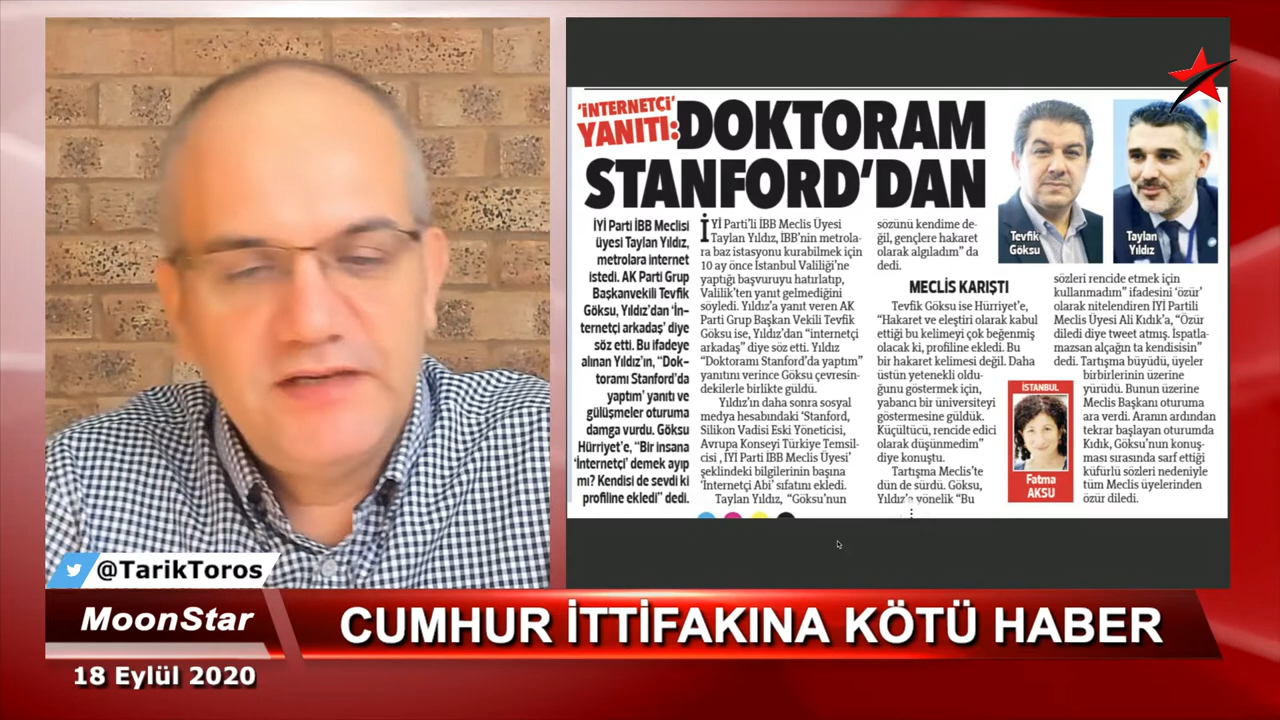 'İNTERNETÇİ'
YANITI:
DOKTORAM
STANFORD'DAN
İYİ Parti İBB Meclisi
üyesi Taylan Yıldız,
metrolara internet
istedi. AK Parti Grup
Başkanvekili Tevfik
Göksu, Yıldız'dan 'İn-
ternetçi arkadaş' diye
söz etti. Bu ifadeye
alınan Yıldız'ın, "Dok-
toramı Stanford'da
yaptım' yanıtı ve
gülüşmeler oturuma
damga vurdu. Göksu
Hürriyet'e, "Bir insana
'İnternetçi' demek ayıp
mı? Kendisi de sevdi ki
profiline ekledi" dedi.
İYİ Parti'li İBB Meclis Üyesi
Taylan Yıldız, İBB'nin metrola-
ra baz istasyonu kurabilmek için
10 ay önce İstanbul Valiliği'ne
yaptığı başvuruyu hatırlatıp,
Valilik'ten yanıt gelmediğini
söyledi. Yıldız'a yanıt veren AK
Parti Grup Başkan Vekili Tevfik
Göksu ise, Yıldız'dan "internetçi
arkadaş" diye söz etti. Yıldız
"Doktoramı Stanford'da yaptım"
yanıtını verince Göksu çevresin-
dekilerle birlikte güldü.
Yıldız'ın daha sonra sosyal
medya hesabındaki 'Stanford,
Silikon Vadisi Eski Yöneticisi,
Avrupa Konseyi Türkiye Temsil-
cisi , İYİ Parti İBB Meclis Üyesi'
şeklindeki bilgilerinin başına
'İnternetçi Abi' sıfatını ekledi.
Taylan Yıldız, "Göksu'nun
sözünü kendime de-
ğil, gençlere hakaret
olarak algıladım" da
dedi.
MECLİS KARIŞTI
Tevfik Göksu ise Hürriyet'e,
"Hakaret ve eleştiri olarak kabul
ettiği bu kelimeyi çok beğenmiş
olacak ki, profiline ekledi. Bu
bir hakaret kelimesi değil. Daha
üstün yetenekli oldu-
ğunu göstermek için,
yabancı bir üniversiteyi
göstermesine güldük.
Küçültücü, rencide edici
olarak düşünmedim"
diye konuştu.
Tartışma Meclis'te
dün de sürdü. Göksu,
Yıldız'a yönelik "Bu
Tevfik
Göksu
Taylan
Yıldız
sözleri rencide etmek için
kullanmadım" ifadesini 'özür'
olarak nitelendiren İYİ Partili
Meclis Üyesi Ali Kıdık'a, "Özür
diledi diye tweet atmış. İspatla-
mazsan alçağın ta kendisisin"
dedi. Tartışma büyüdü, üyeler
birbirlerinin üzerine
yürüdü. Bunun üzerine
Meclis Başkanı oturuma
ara verdi. Aranın ardından
tekrar başlayan oturumda
Kıdık, Göksu'nun konuş-
ması sırasında sarf ettiği
küfürlü sözleri nedeniyle
tüm Meclis üyelerinden
özür diledi.
İSTANBUL
Fatma
AKSU
@TarikToros
MoonStar
CUMHUR İTTİFAKINA KÖTÜ HABER
18 Eylül 2020